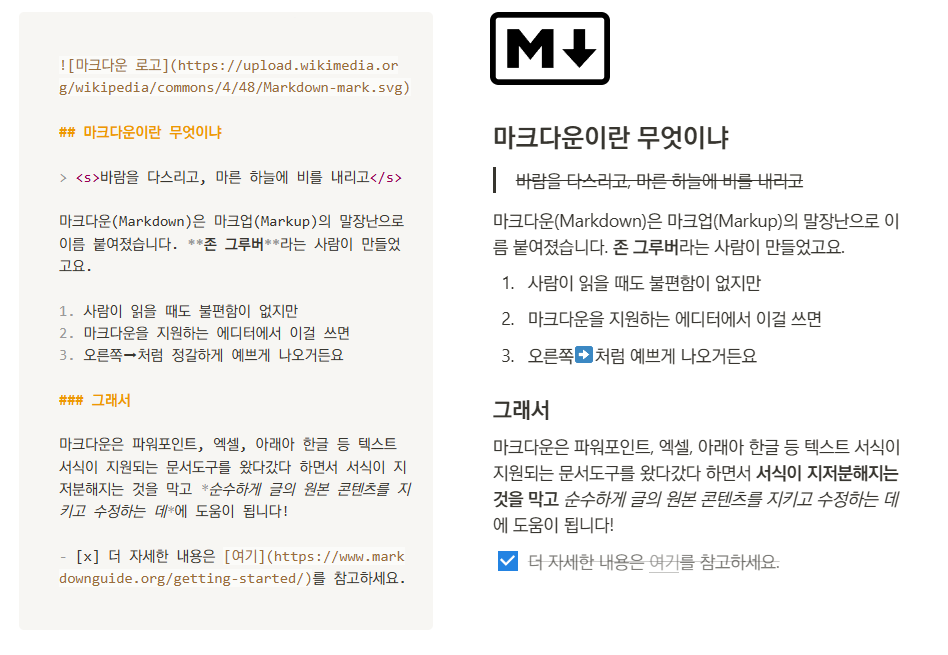 ![마크다운 로고](https://upload.wikimedia.or
g/wikipedia/commons/4/48/Markdown-mark.svg)
## 마크다운이란 무엇이냐
> <s>바람을 다스리고, 마른 하늘에 비를 내리고</s>
마크다운(Markdown)은 마크업(Markup)의 말장난으로
이름 붙여졌습니다. **존 그루버**라는 사람이 만들었
고요.
1. 사람이 읽을 때도 불편함이 없지만
2. 마크다운을 지원하는 에디터에서 이걸 쓰면
3. 오른쪽➡처럼 정갈하게 예쁘게 나오거든요
### 그래서
마크다운은 파워포인트, 엑셀, 아래아 한글 등 텍스트
서식이 지원되는 문서도구를 왔다갔다 하면서 서식이 지
저분해지는 것을 막고 *순수하게 글의 원본 콘텐츠를 지
키고 수정하는 데*에 도움이 됩니다!
- [x] 더 자세한 내용은 [여기](https://www.mark
downguide.org/getting-started/)를 참고하세요.
M
마크다운이란 무엇이냐
바람을 다스리고, 마른 하늘에 비를 내리고
마크다운(Markdown)은 마크업(Markup)의 말장난으로 이
름 붙여졌습니다. 존 그루버라는 사람이 만들었고요.
1. 사람이 읽을 때도 불편함이 없지만
2. 마크다운을 지원하는 에디터에서 이걸 쓰면
3. 오른쪽➡️처럼 예쁘게 나오거든요
그래서
마크다운은 파워포인트, 엑셀, 아래아 한글 등 텍스트 서식이
지원되는 문서도구를 왔다갔다 하면서 서식이 지저분해지는
것을 막고 순수하게 글의 원본 콘텐츠를 지키고 수정하는 데
에 도움이 됩니다!
더 자세한 내용은 여기를 참고하세요.